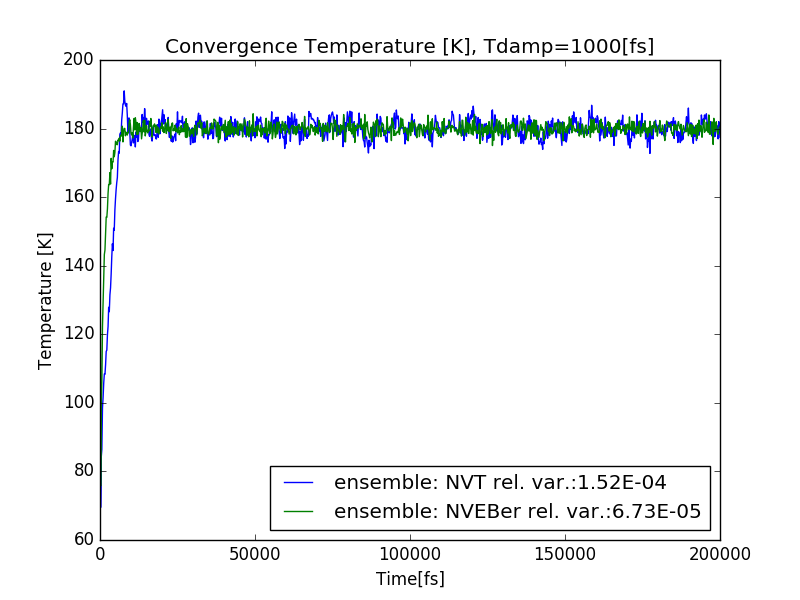 Convergence Temperature [K], Tdamp=1000[fs]
200
180
160
140
120
100
80
60
Temperature [K]
ensemble: NVT rel. var.:1.52E-04
ensemble: NVEBer rel. var.:6.73E-05
0 50000 100000 150000 200000
Time[fs]